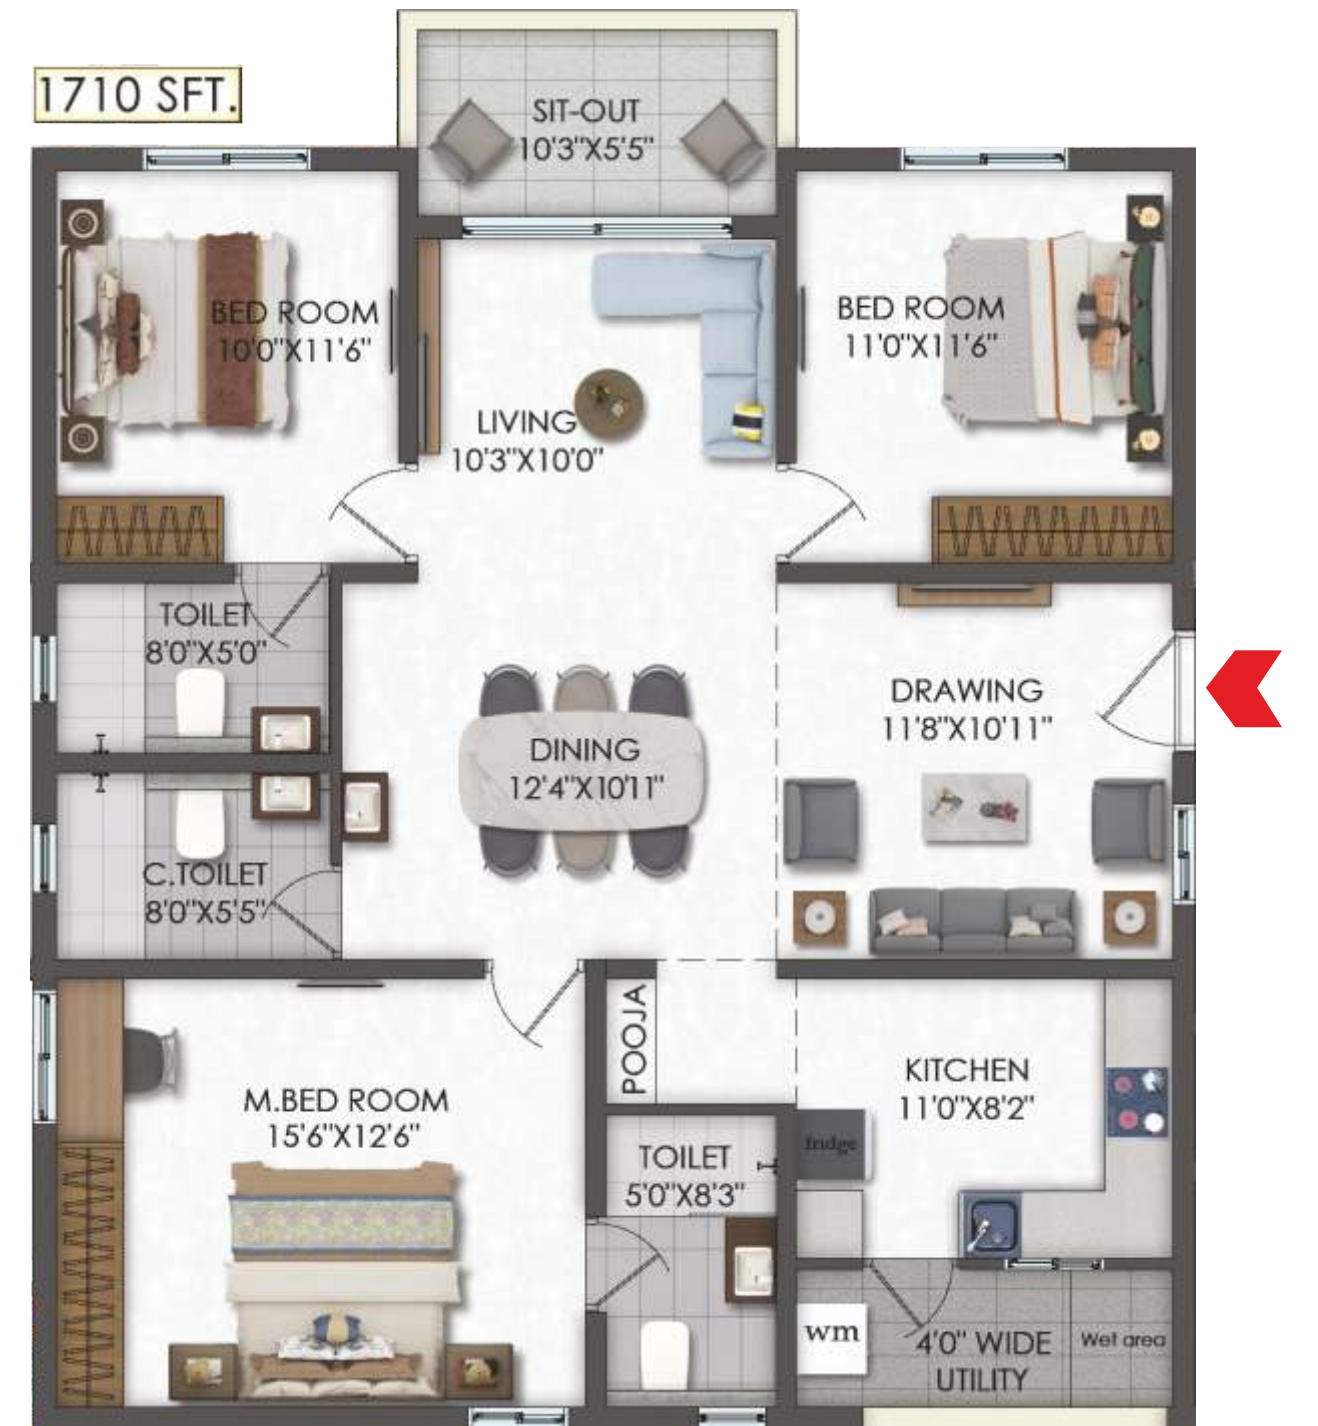 1710 SFT.
SIT-OUT
10'3"X5'5"
BED ROOM
10'0"X11'6"
BED ROOM
11'0"X11'6"
LIVING
10'3"X10'0"
TOILET
8'0"X5'0"
DRAWING
11'8"X10'11"
DINING
12'4"X10'11"
C.TOILET
8'0"X5'5"
POOJA
KITCHEN
11'0"X8'2"
M.BED ROOM
15'6"X12'6"
fridge
TOILET
5'0"X8'3"
wm
4'0" WIDE
UTILITY
Wet area